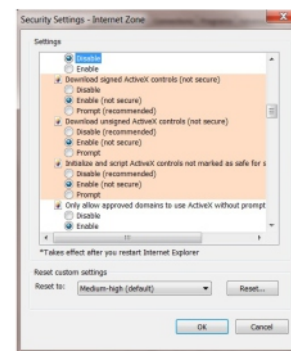 Security Settings - Internet Zone
Settings
Disable
Enable
Download signed ActiveX controls (not secure)
Disable
Enable (not secure)
Prompt (recommended)
Download unsigned ActiveX controls (not secure)
Disable (recommended)
Enable (not secure)
Prompt
Initialize and script ActiveX controls not marked as safe for s
Disable (recommended)
Enable (not secure)
Prompt
Only allow approved domains to use ActiveX without prompt
Disable
Enable
*Takes effect after you restart Internet Explorer
Reset custom settings
Reset to:
Medium-high (default)
Reset...
OK
Cancel